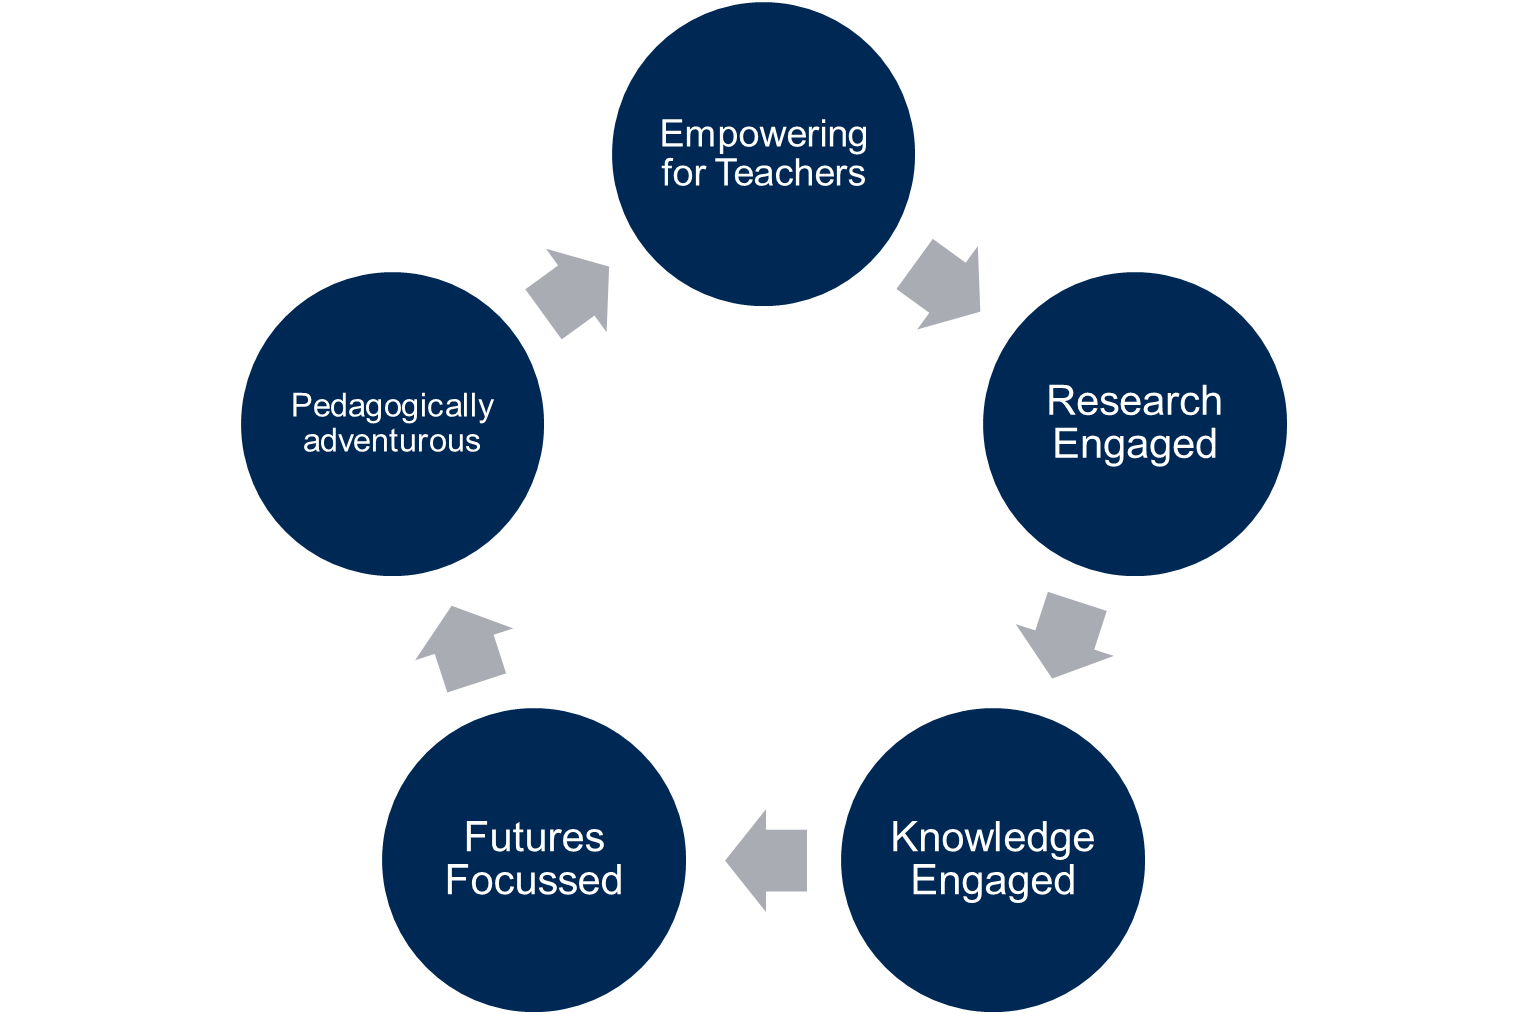 Empowering
for Teachers
Research
Engaged
Knowledge
Engaged
Futures
Focussed
Pedagogically
adventurous